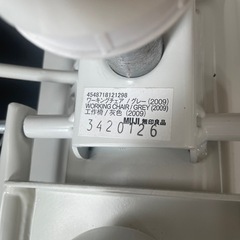 4548718121298
ワーキングチェア / グレー (2009)
WORKING CHAIR / GREY (2009)
工作椅 / 灰色 (2009)
MUJI 無印良品
3420126